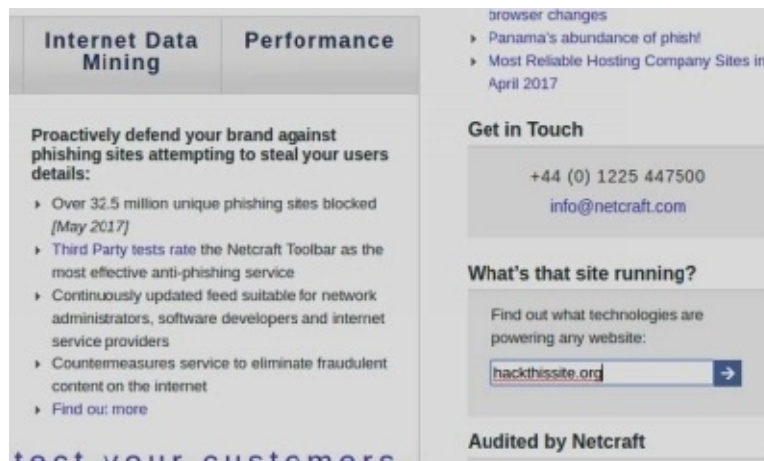 Internet Data
Mining
Performance
Proactively defend your brand against
phishing sites attempting to steal your users
details:
Over 32.5 million unique phishing sites blocked
[May 2017]
Third Party tests rate the Netcraft Toolbar as the
most effective anti-phishing service
Continuously updated feed suitable for network
administrators, software developers and internet
service providers
Countermeasures service to eliminate fraudulent
content on the internet
Find out more
tect your customers
browser changes
Panama's abundance of phish!
Most Reliable Hosting Company Sites in
April 2017
Get in Touch
+44 (0) 1225 447500
info@netcraft.com
What's that site running?
Find out what technologies are
powering any website:
hackthissite.org
Audited by Netcraft